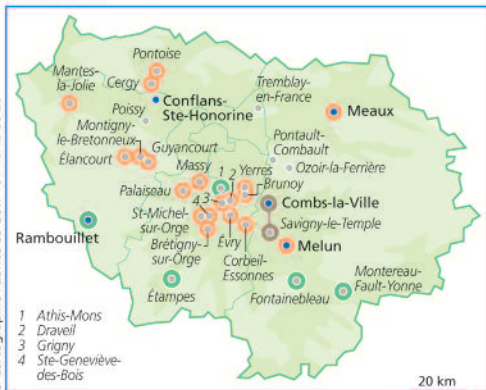 Pontoise
Mantes-
la-Jolie
Cergy
Conflans-
Ste-Honorine
Tremblay-
en-France
Meaux
Poissy
Montigny-
le-Bretonneux
Guyancourt
Élancourt
Pontault-
Combault
Ozoir-la-Ferrière
Massy
1
2
Yerres
Brunoy
Palaiseau
4
3
Combs-la-Ville
St-Michel-
sur-Orge
Savigny-le-Temple
Rambouillet
Brétigny-
sur-Orge
Évry
Melun
Corbeil-
Essonnes
Étampes
Fontainebleau
Montereau-
Fault-Yonne
1 Athis-Mons
2 Draveil
3 Grigny
4 Ste-Geneviève-
des-Bois
20 km